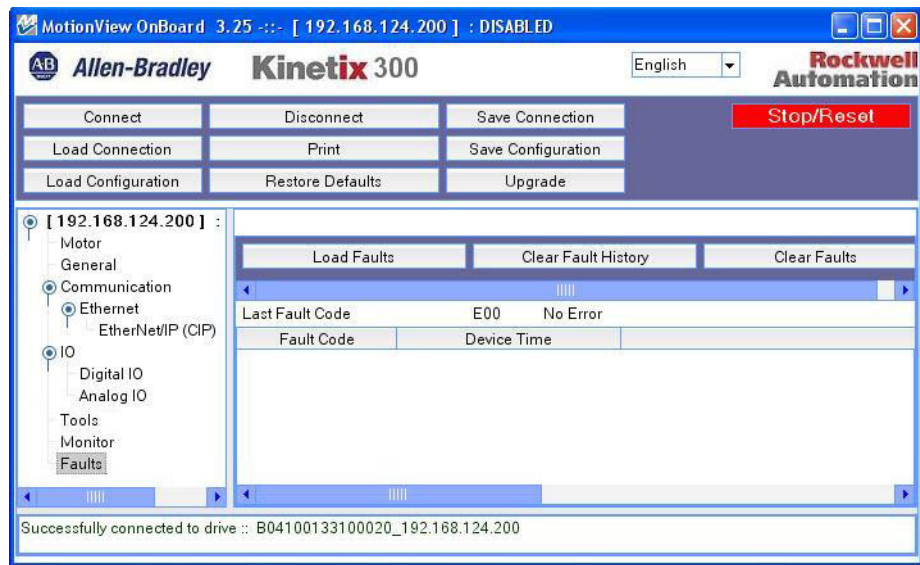 MotionView OnBoard 3.25 -::- [ 192.168.124.200 ] : DISABLED
AB Allen-Bradley Kinetix 300 English Rockwell Automation
Connect Disconnect Save Connection Stop/Reset
Load Connection Print Save Configuration
Load Configuration Restore Defaults Upgrade
[ 192.168.124.200 ] :
Motor
General
Communication
Ethernet
EtherNet/IP (CIP)
IO
Digital IO
Analog IO
Tools
Monitor
Faults
Load Faults Clear Fault History Clear Faults
Last Fault Code E00 No Error
Fault Code Device Time
Successfully connected to drive :: B04100133100020_192.168.124.200